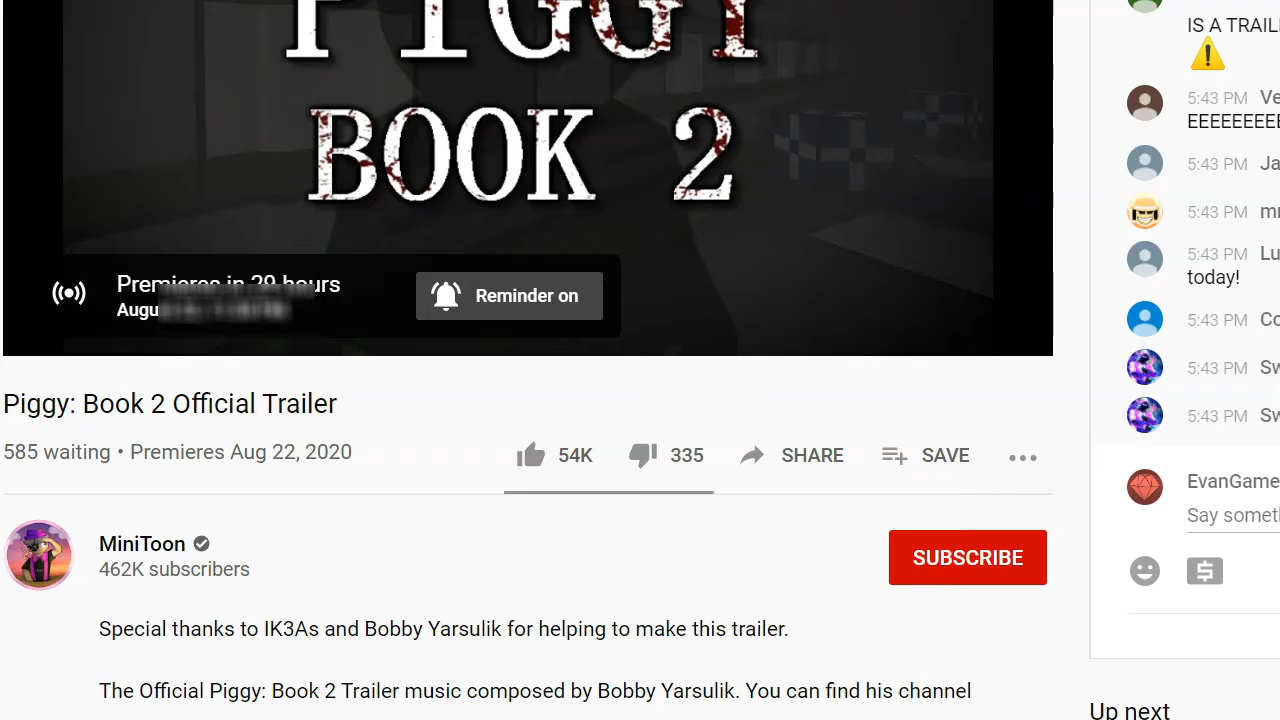 PIGGY
BOOK 2
Premieres in 29 hours
Augu
Reminder on
Piggy: Book 2 Official Trailer
585 waiting • Premieres Aug 22, 2020
54K
335
SHARE
SAVE
MiniToon
462K subscribers
SUBSCRIBE
Special thanks to IK3As and Bobby Yarsulik for helping to make this trailer.
The Official Piggy: Book 2 Trailer music composed by Bobby Yarsulik. You can find his channel
IS A TRAIL
5:43 PM Ve
EEEEEEEEE
5:43 PM Ja
5:43 PM
5:43 PM Lu
today!
5:43 PM Co
5:43 PM Sw
5:43 PM Sw
EvanGame
Say someth
Up next